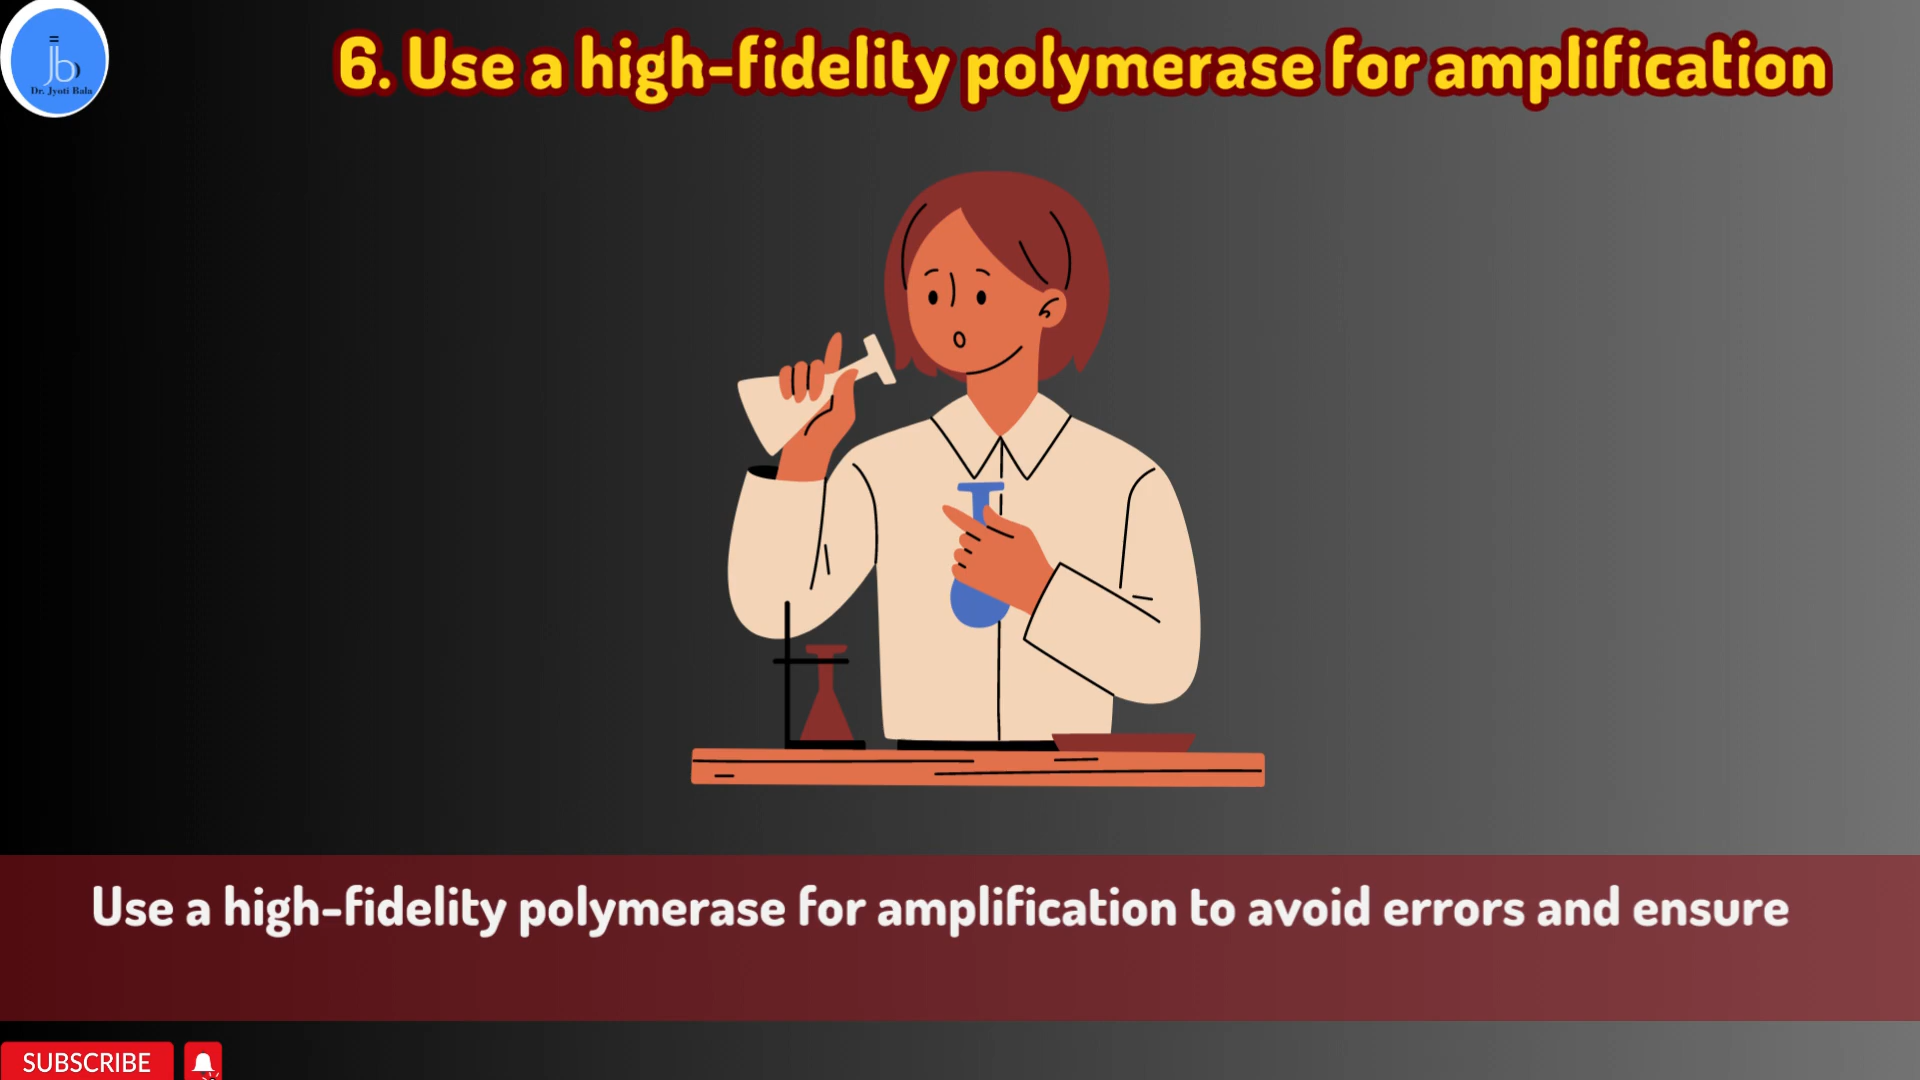 jb
Dr. Jyoti Bala
6. Use a high-fidelity polymerase for amplification
Use a high-fidelity polymerase for amplification to avoid errors and ensure
SUBSCRIBE